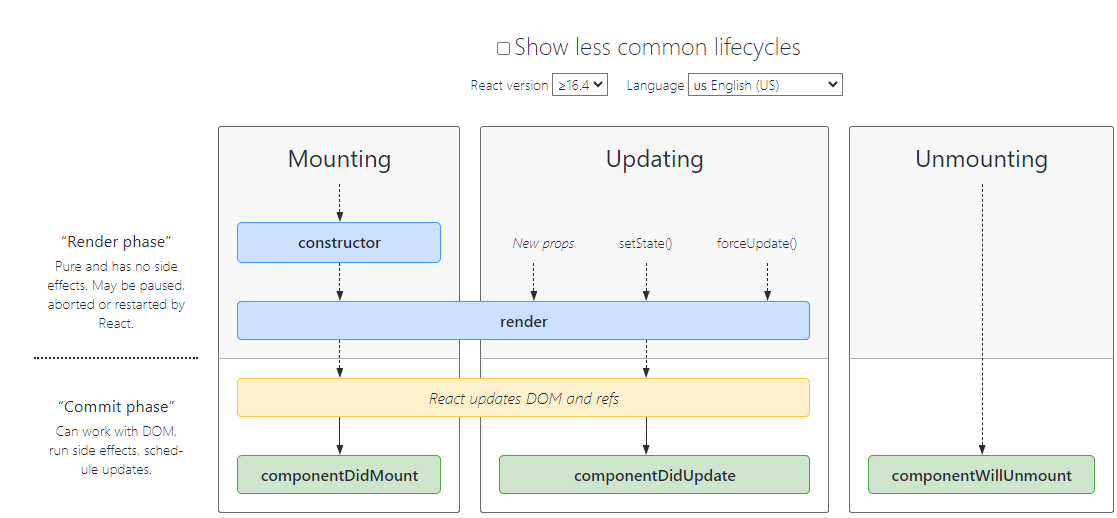 Show less common lifecycles
React version ≥16.4 Language us English (US)
Mounting
Updating
Unmounting
“Render phase”
Pure and has no side
effects. May be paused,
aborted or restarted by
React.
constructor
New props
setState()
forceUpdate()
render
“Commit phase”
Can work with DOM,
run side effects, sched-
ule updates.
React updates DOM and refs
componentDidMount
componentDidUpdate
componentWillUnmount